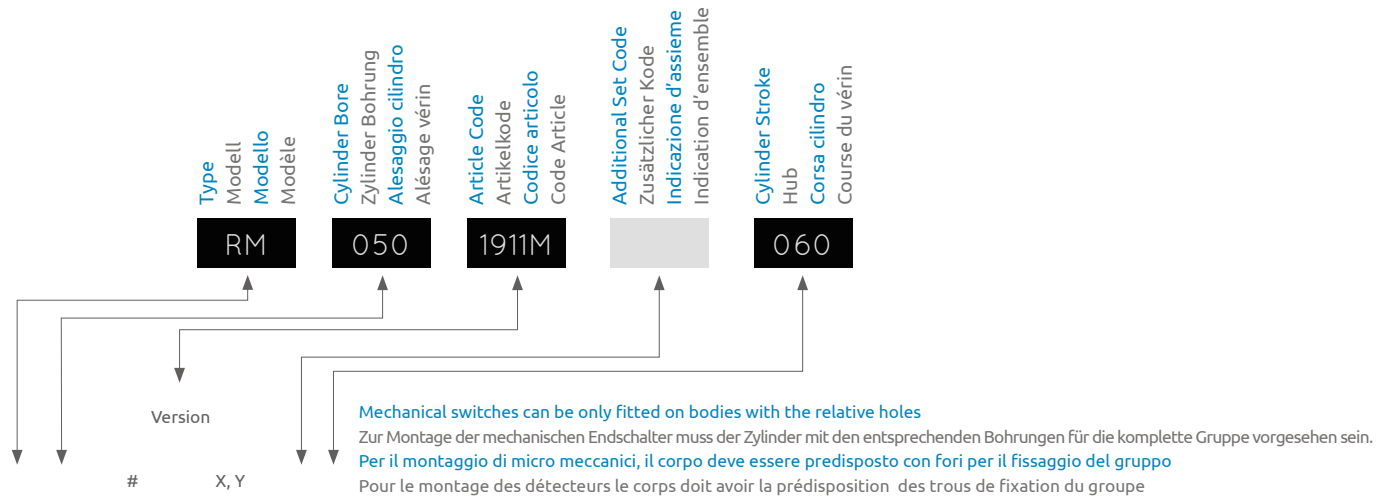 Type
Modell
Modello
Modèle
Cylinder Bore
Zylinder Bohrung
Alesaggio cilindro
Alésage vérin
Article Code
Artikelkode
Codice articolo
Code Article
Additional Set Code
Zusätzlicher Kode
Indicazione d'assieme
Indication d'ensemble
Cylinder Stroke
Hub
Corsa cilindro
Course du vérin
RM
050
1911M
060
Version
# X, Y
Mechanical switches can be only fitted on bodies with the relative holes
Zur Montage der mechanischen Endschalter muss der Zylinder mit den entsprechenden Bohrungen für die komplette Gruppe vorgesehen sein.
Per il montaggio di micro meccanici, il corpo deve essere predisposto con fori per il fissaggio del gruppo
Pour le montage des détecteurs le corps doit avoir la prédisposition des trous de fixation du groupe